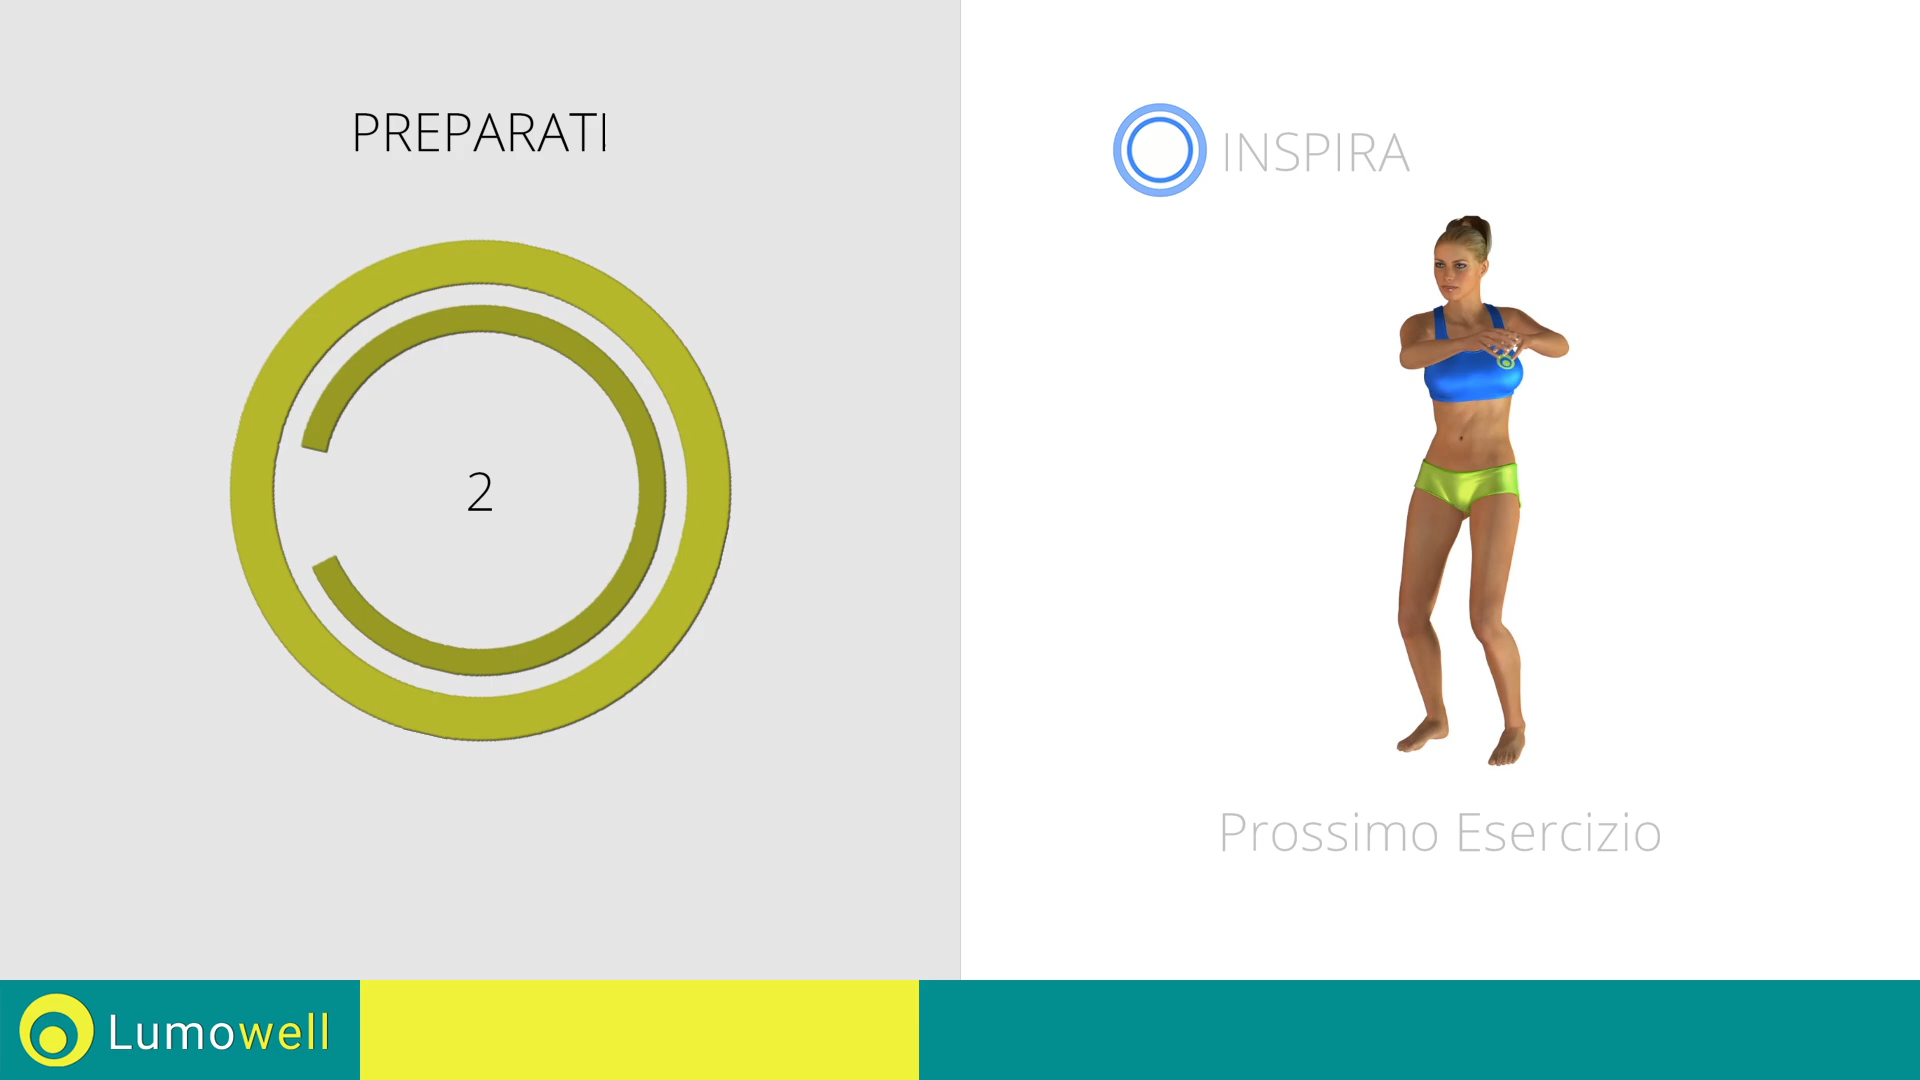 PREPARATI
2
INSPIRA
Prossimo Esercizio
Lumowell